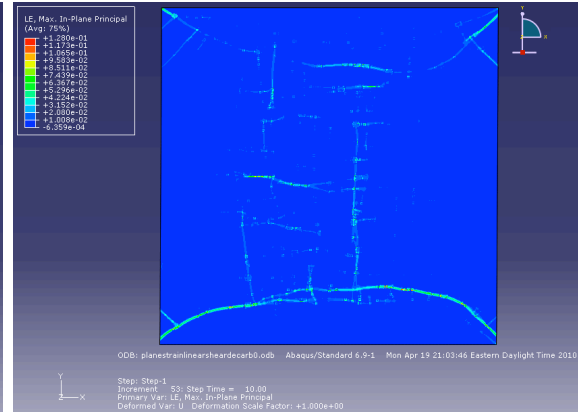 LE, Max. In-Plane Principal
(Avg: 75%)
+1.280e-01
+1.173e-01
+1.065e-01
+9.583e-02
+8.511e-02
+7.439e-02
+6.367e-02
+5.296e-02
+4.224e-02
+3.152e-02
+2.080e-02
+1.008e-02
-6.359e-04
Y
Z
X
ODB: planestrainlinearsheardecarb0.odb Abaqus/Standard 6.9-1 Mon Apr 19 21:03:46 Eastern Daylight Time 2010
Y
Z X
Step: Step-1
Increment 53: Step Time = 10.00
Primary Var: LE, Max. In-Plane Principal
Deformed Var: U Deformation Scale Factor: +1.000e+00